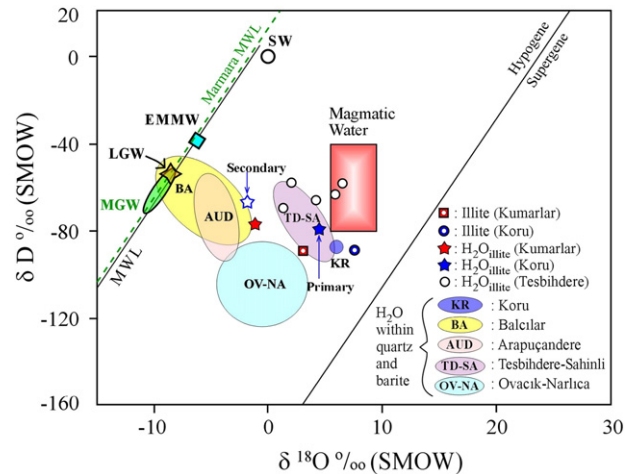 δ D ‰ (SMOW)
40
0
-40
-80
-120
-160
-10
0
10
20
30
δ 18O ‰ (SMOW)
Marmara MWL
SW
Hypogene
Supergene
EMMW
Magmatic
Water
LGW
Secondary
BA
MGW
AUD
TD-SA
MWL
KR
OV-NA
Primary
: Illite (Kumarlar)
: Illite (Koru)
: H2Oillite (Kumarlar)
: H2Oillite (Koru)
: H2Oillite (Tesbihdere)
H2O
within
quartz
and
barite
KR : Koru
BA : Balcılar
AUD : Arapuçandere
TD-SA : Tesbihdere-Sahinli
OV-NA : Ovacık-Narlıca